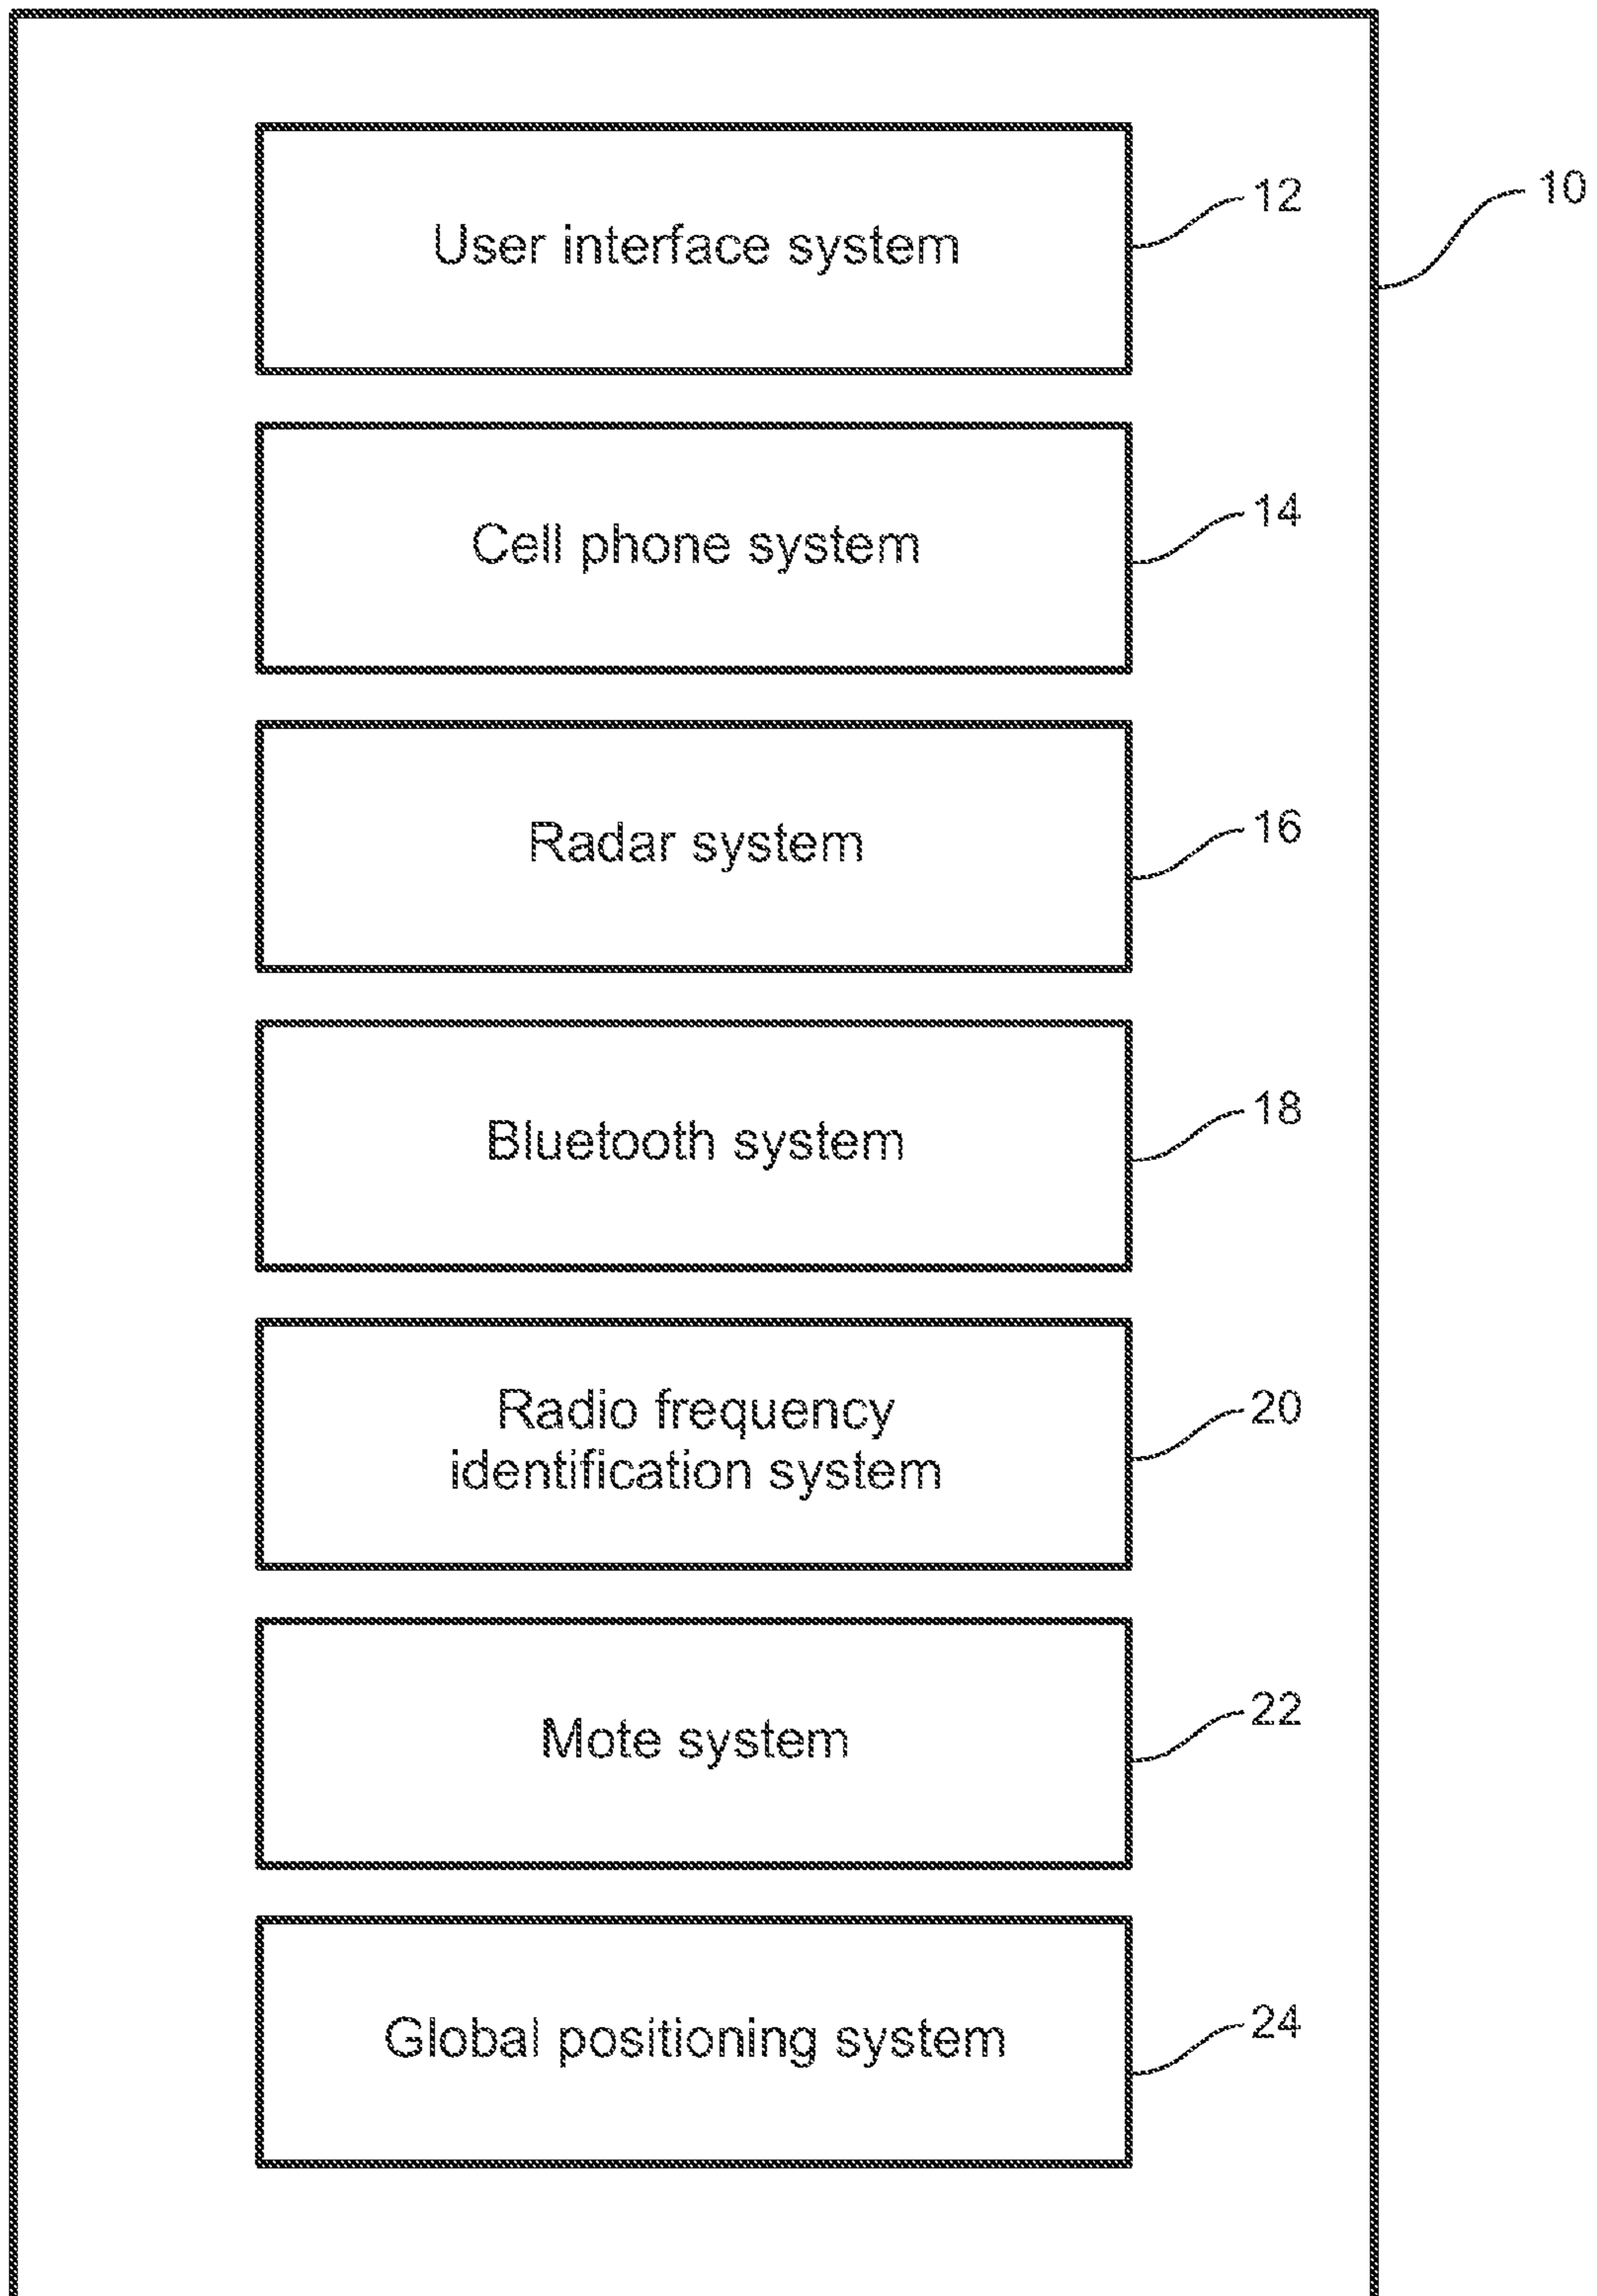 User interface system
12
10
Cell phone system
14
Radar system
16
Bluetooth system
18
Radio frequency
identification system
20
Mote system
22
Global positioning system
24